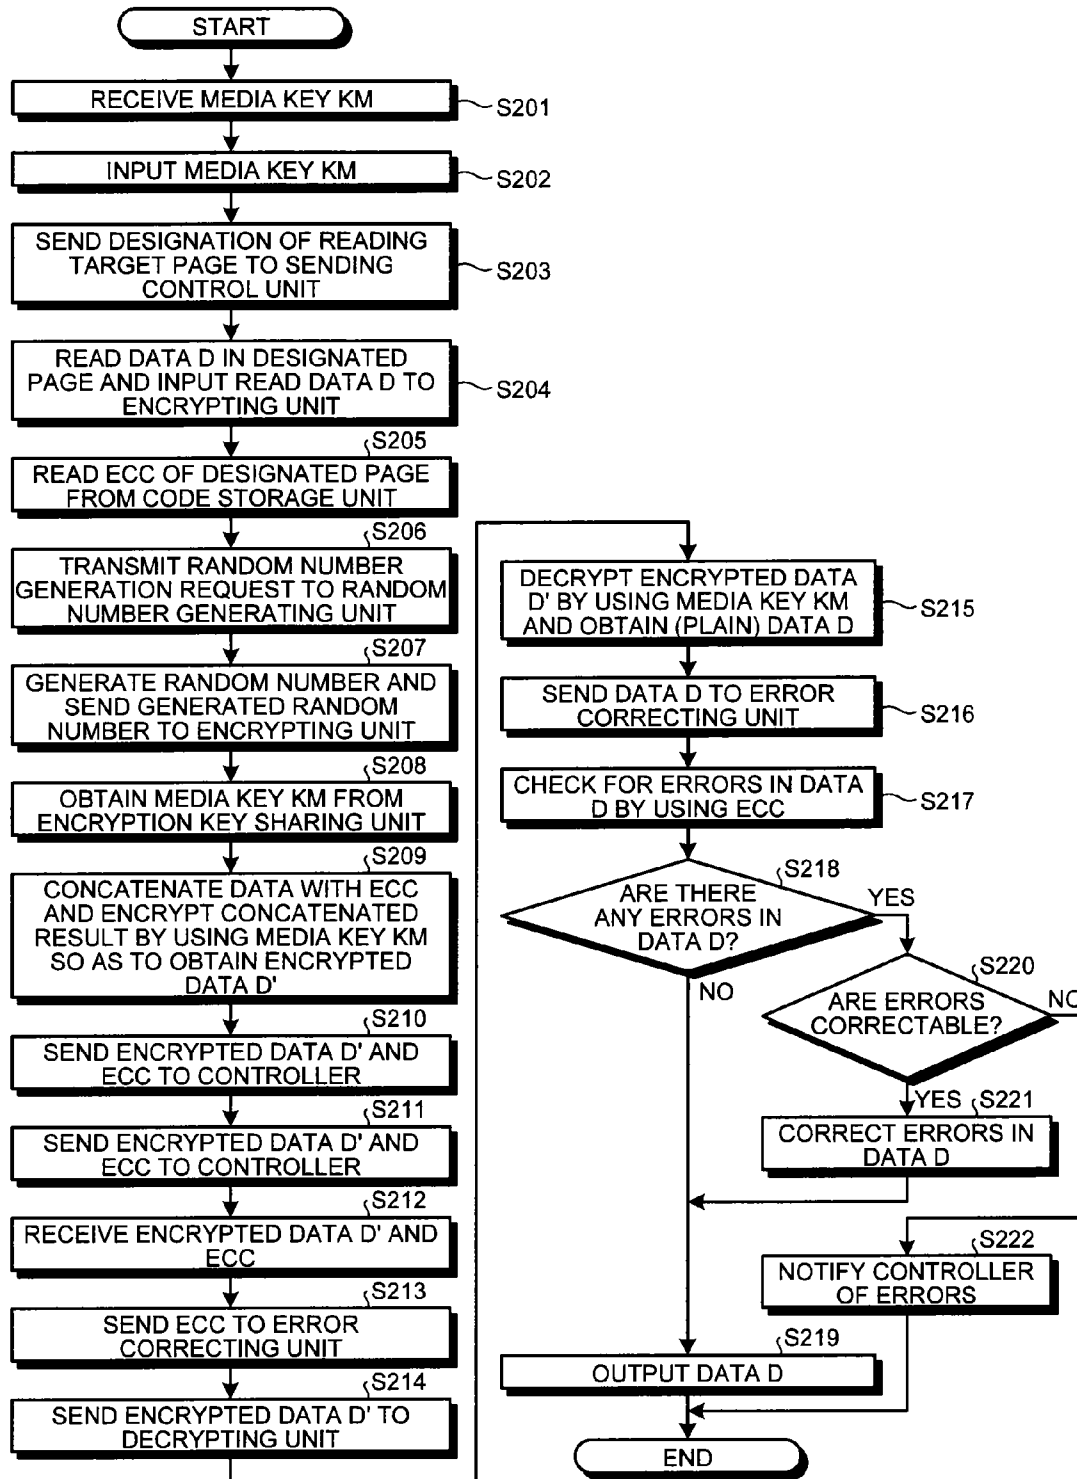 START
RECEIVE MEDIA KEY KM
S201
INPUT MEDIA KEY KM
S202
SEND DESIGNATION OF READING
TARGET PAGE TO SENDING
CONTROL UNIT
S203
READ DATA D IN DESIGNATED
PAGE AND INPUT READ DATA D TO
ENCRYPTING UNIT
S204
S205
READ ECC OF DESIGNATED PAGE
FROM CODE STORAGE UNIT
S206
TRANSMIT RANDOM NUMBER
GENERATION REQUEST TO RANDOM
NUMBER GENERATING UNIT
S207
GENERATE RANDOM NUMBER AND
SEND GENERATED RANDOM
NUMBER TO ENCRYPTING UNIT
S208
OBTAIN MEDIA KEY KM FROM
ENCRYPTION KEY SHARING UNIT
S209
CONCATENATE DATA WITH ECC
AND ENCRYPT CONCATENATED
RESULT BY USING MEDIA KEY KM
SO AS TO OBTAIN ENCRYPTED
DATA D'
S210
SEND ENCRYPTED DATA D' AND
ECC TO CONTROLLER
S211
SEND ENCRYPTED DATA D' AND
ECC TO CONTROLLER
S212
RECEIVE ENCRYPTED DATA D' AND
ECC
S213
SEND ECC TO ERROR
CORRECTING UNIT
S214
SEND ENCRYPTED DATA D' TO
DECRYPTING UNIT
DECRYPT ENCRYPTED DATA
D' BY USING MEDIA KEY KM
AND OBTAIN (PLAIN) DATA D
S215
SEND DATA D TO ERROR
CORRECTING UNIT
S216
CHECK FOR ERRORS IN DATA
D BY USING ECC
S217
S218
ARE THERE
ANY ERRORS IN
DATA D?
YES
NO
S220
ARE ERRORS
CORRECTABLE?
NO
YES
S221
CORRECT ERRORS IN
DATA D
S222
NOTIFY CONTROLLER
OF ERRORS
S219
OUTPUT DATA D
END